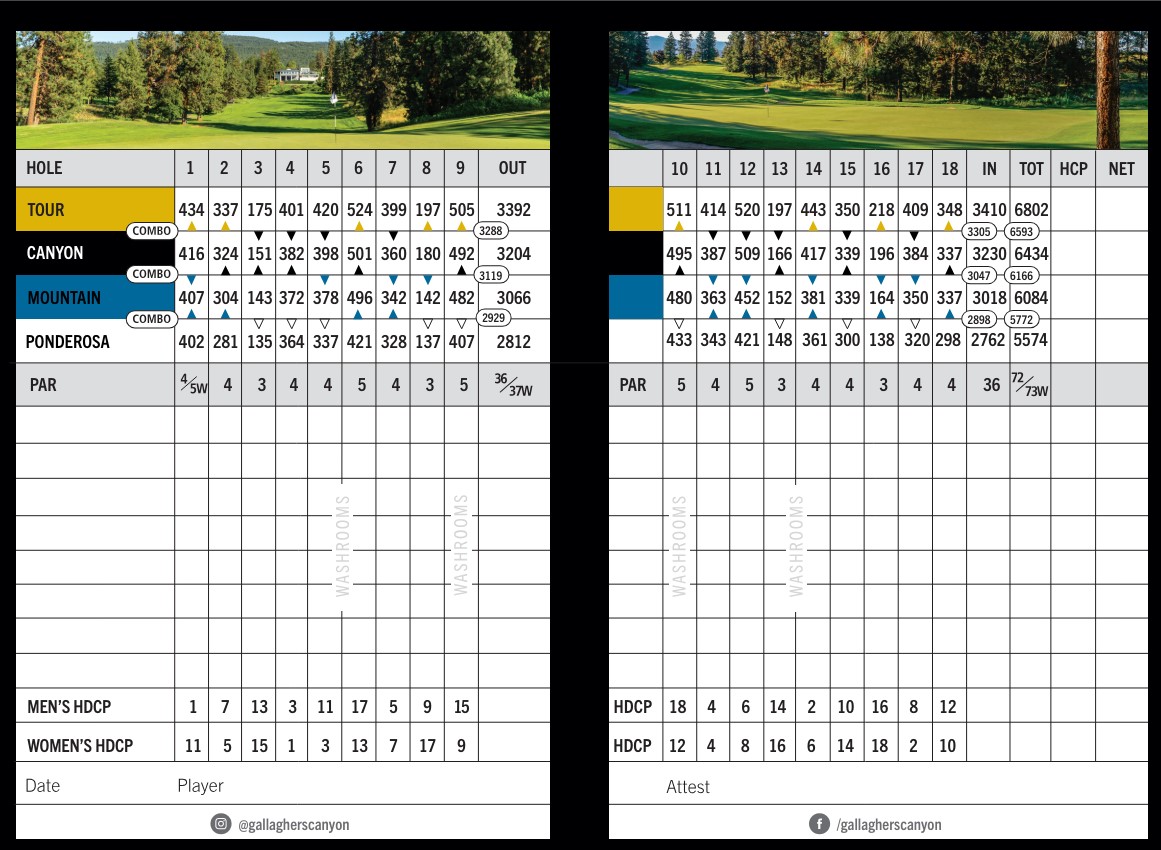 HOLE 1 2 3 4 5 6 7 8 9 OUT
TOUR 434 337 175 401 420 524 399 197 505 3392
COMBO 3288
CANYON 416 324 151 382 398 501 360 180 492 3204
COMBO 3119
MOUNTAIN 407 304 143 372 378 496 342 142 482 3066
COMBO 2929
PONDEROSA 402 281 135 364 337 421 328 137 407 2812
PAR 4/5W 4 3 4 4 5 4 3 5 36/37W
WASHROOMS WASHROOMS
MEN'S HDCP 1 7 13 3 11 17 5 9 15
WOMEN'S HDCP 11 5 15 1 3 13 7 17 9
Date Player
@gallagherscanyon
10 11 12 13 14 15 16 17 18 IN TOT HCP NET
511 414 520 197 443 350 218 409 348 3410 6802
3305 6593
495 387 509 166 417 339 196 384 337 3230 6434
3047 6166
480 363 452 152 381 339 164 350 337 3018 6084
2898 5772
433 343 421 148 361 300 138 320 298 2762 5574
PAR 5 4 5 3 4 4 3 4 4 36 72/73W
WASHROOMS WASHROOMS
HDCP 18 4 6 14 2 10 16 8 12
HDCP 12 4 8 16 6 14 18 2 10
Attest
/gallagherscanyon